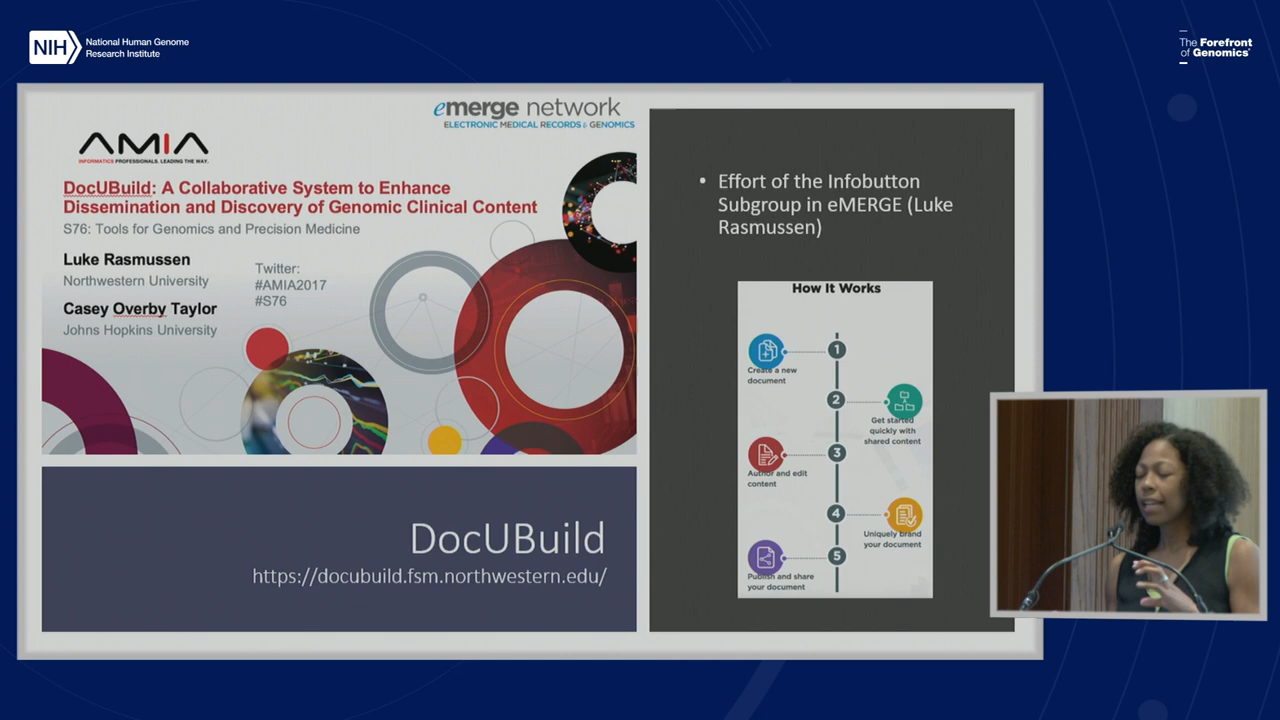 NIH
National Human Genome
Research Institute
The Forefront
of Genomics®
emerge network
ELECTRONIC MEDICAL RECORDS & GENOMICS
AMIA
INFORMATICS PROFESSIONALS. LEADING THE WAY.
DocUBuild: A Collaborative System to Enhance
Dissemination and Discovery of Genomic Clinical Content
S76: Tools for Genomics and Precision Medicine
Luke Rasmussen
Northwestern University
Twitter:
#AMIA2017
#S76
Casey Overby Taylor
Johns Hopkins University
DocUBuild
https://docubuild.fsm.northwestern.edu/
• Effort of the Infobutton
Subgroup in eMERGE (Luke
Rasmussen)
How It Works
1
Create a new
document
2
Get started
quickly with
shared content
3
Author and edit
content
4
Uniquely brand
your document
5
Publish and share
your document